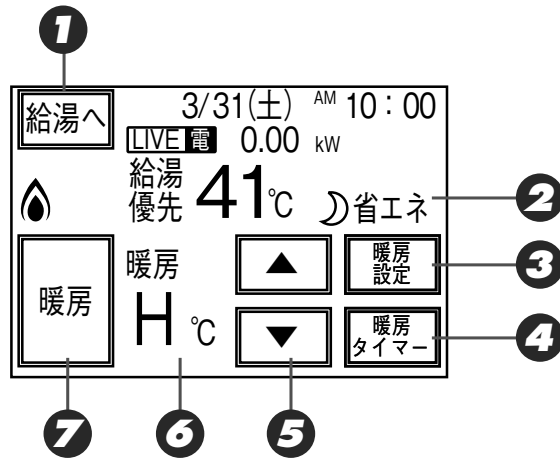 1
給湯へ
3/31(土) AM 10:00
LIVE 電 0.00 kW
給湯
優先 41℃
省エネ
2
暖房
暖房
H ℃
▲
▼
暖房
設定
3
暖房
タイマー
4
7
6
5